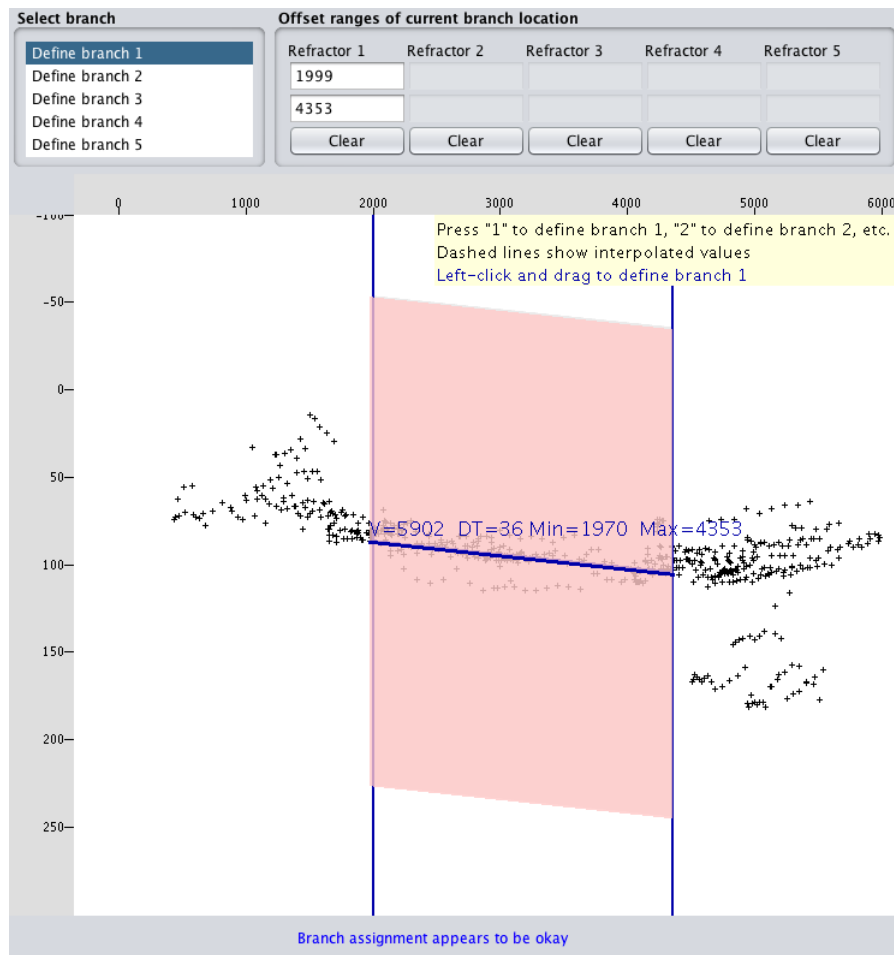 Select branch
Offset ranges of current branch location
Define branch 1
Define branch 2
Define branch 3
Define branch 4
Define branch 5
Refractor 1 Refractor 2 Refractor 3 Refractor 4 Refractor 5
1999
4353
Clear Clear Clear Clear Clear
0 1000 2000 3000 4000 5000 6000
-100
Press "1" to define branch 1, "2" to define branch 2, etc.
Dashed lines show interpolated values
Left-click and drag to define branch 1
-50
0
50
V=5902 DT=36 Min=1970 Max=4353
100
150
200
250
Branch assignment appears to be okay